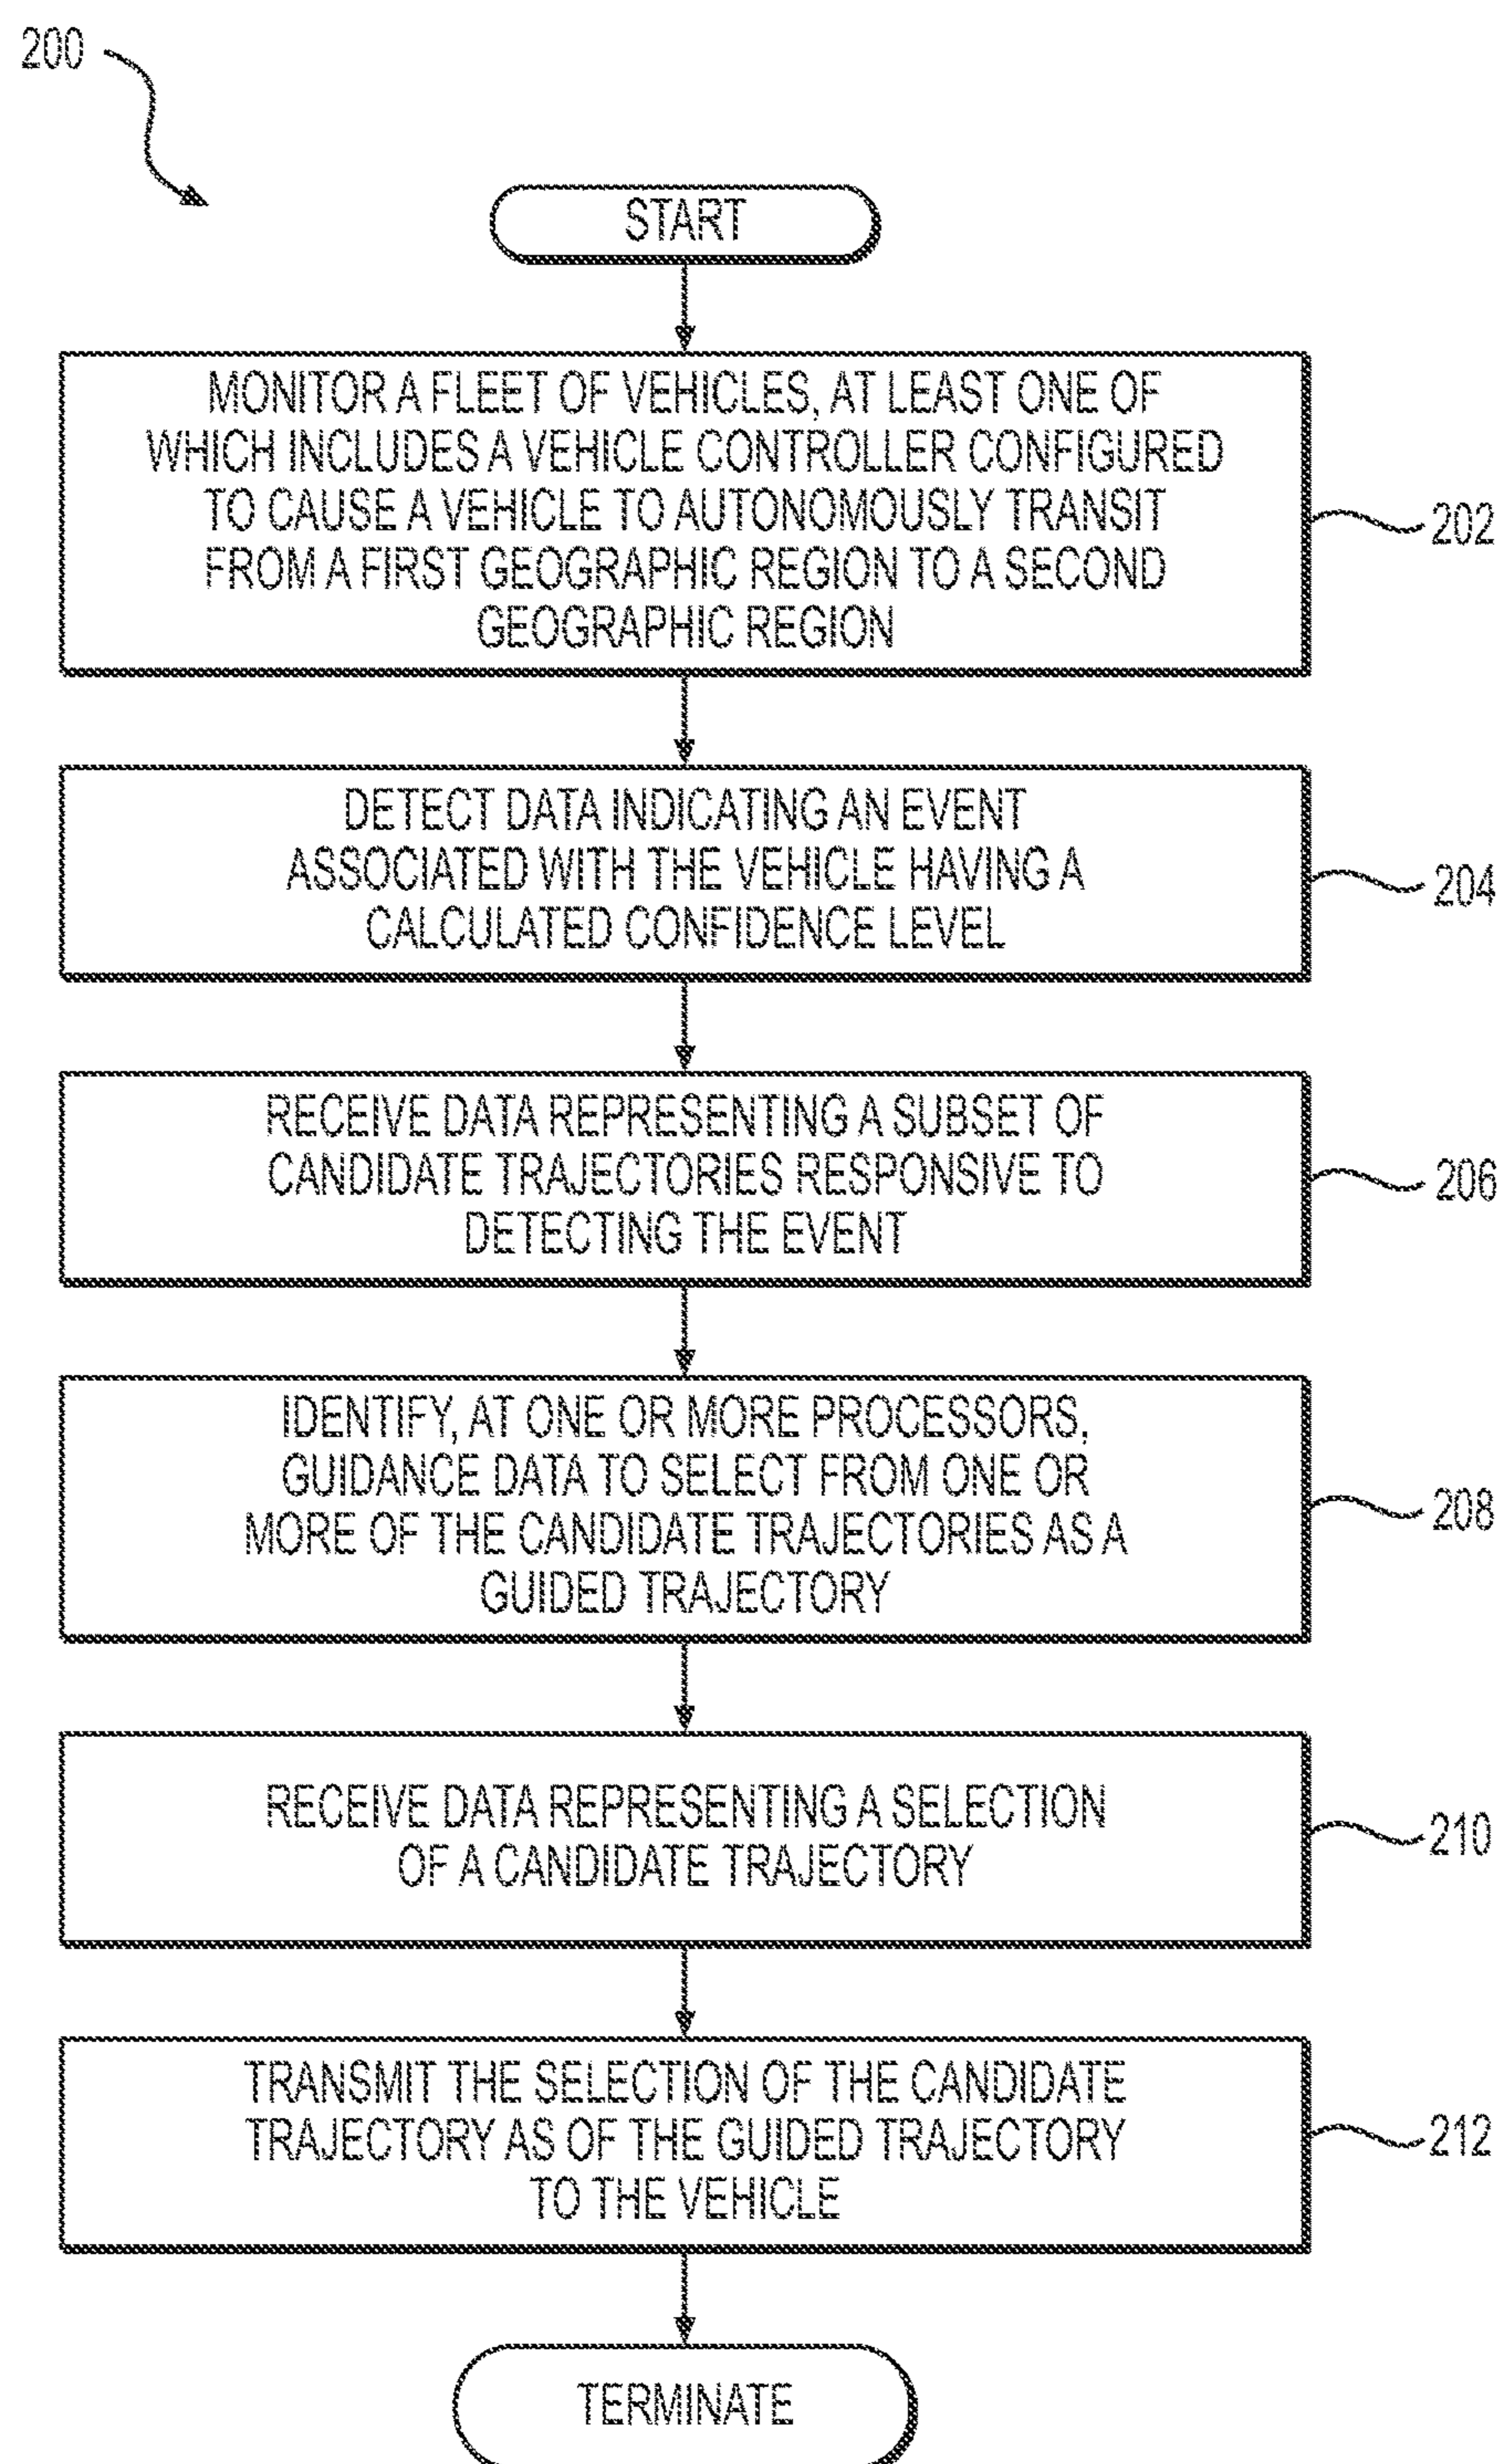 200
START
MONITOR A FLEET OF VEHICLES, AT LEAST ONE OF
WHICH INCLUDES A VEHICLE CONTROLLER CONFIGURED
TO CAUSE A VEHICLE TO AUTONOMOUSLY TRANSIT
FROM A FIRST GEOGRAPHIC REGION TO A SECOND
GEOGRAPHIC REGION
202
DETECT DATA INDICATING AN EVENT
ASSOCIATED WITH THE VEHICLE HAVING A
CALCULATED CONFIDENCE LEVEL
204
RECEIVE DATA REPRESENTING A SUBSET OF
CANDIDATE TRAJECTORIES RESPONSIVE TO
DETECTING THE EVENT
206
IDENTIFY, AT ONE OR MORE PROCESSORS,
GUIDANCE DATA TO SELECT FROM ONE OR
MORE OF THE CANDIDATE TRAJECTORIES AS A
GUIDED TRAJECTORY
208
RECEIVE DATA REPRESENTING A SELECTION
OF A CANDIDATE TRAJECTORY
210
TRANSMIT THE SELECTION OF THE CANDIDATE
TRAJECTORY AS OF THE GUIDED TRAJECTORY
TO THE VEHICLE
212
TERMINATE